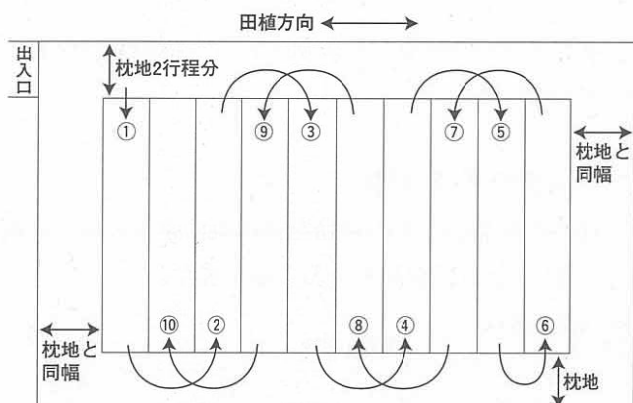 田植方向
出入口
枕地2行程分
① ⑨ ③ ⑦ ⑤
枕地と
同幅
⑩ ② ⑧ ④ ⑥
枕地と
同幅
枕地